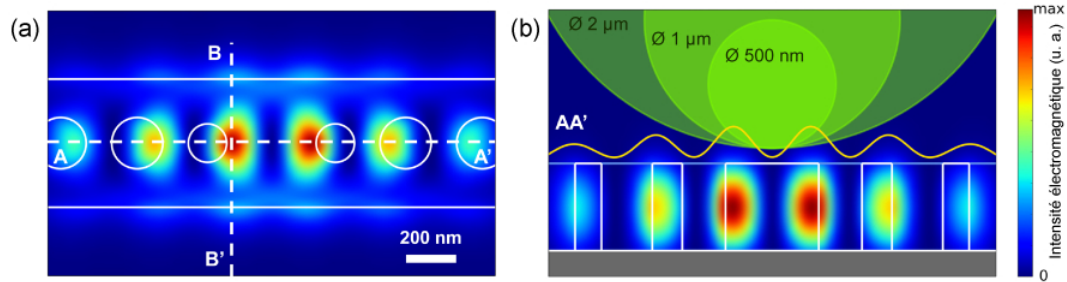 (a)
B
A
A'
B'
200 nm
(b)
Ø 2 µm
Ø 1 µm
Ø 500 nm
AA'
max
Intensité électromagnétique (u. a.)
0